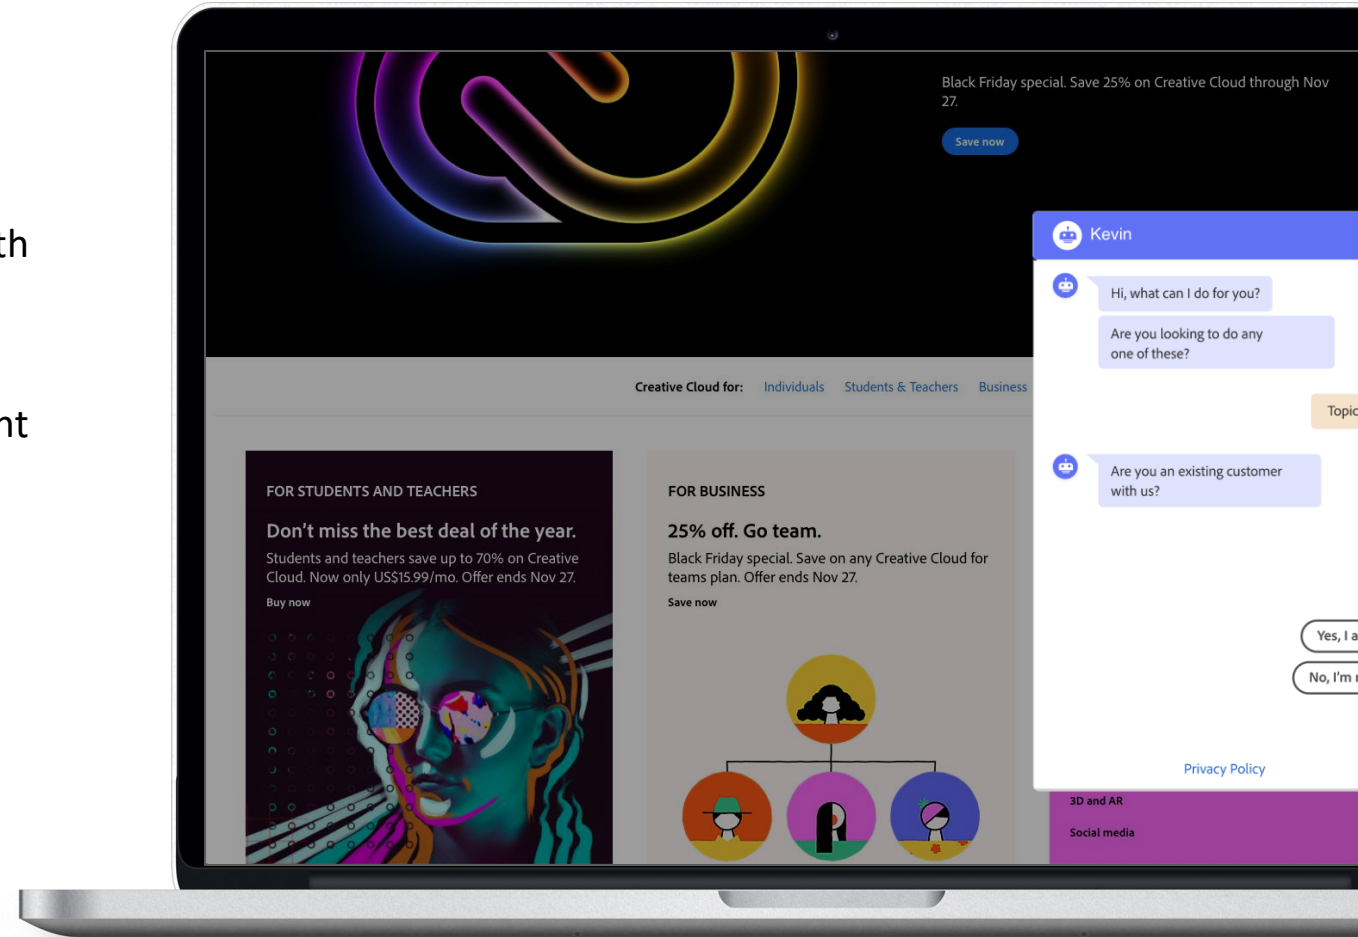 th
nt
Black Friday special. Save 25% on Creative Cloud through Nov
27.
Save now
Kevin
Hi, what can I do for you?
Are you looking to do any
one of these?
Topic
Are you an existing customer
with us?
Yes, I a
No, I'm
Privacy Policy
Creative Cloud for: Individuals Students & Teachers Business
FOR STUDENTS AND TEACHERS
Don't miss the best deal of the year.
Students and teachers save up to 70% on Creative
Cloud. Now only US$15.99/mo. Offer ends Nov 27.
Buy now
FOR BUSINESS
25% off. Go team.
Black Friday special. Save on any Creative Cloud for
teams plan. Offer ends Nov 27.
Save now
3D and AR
Social media